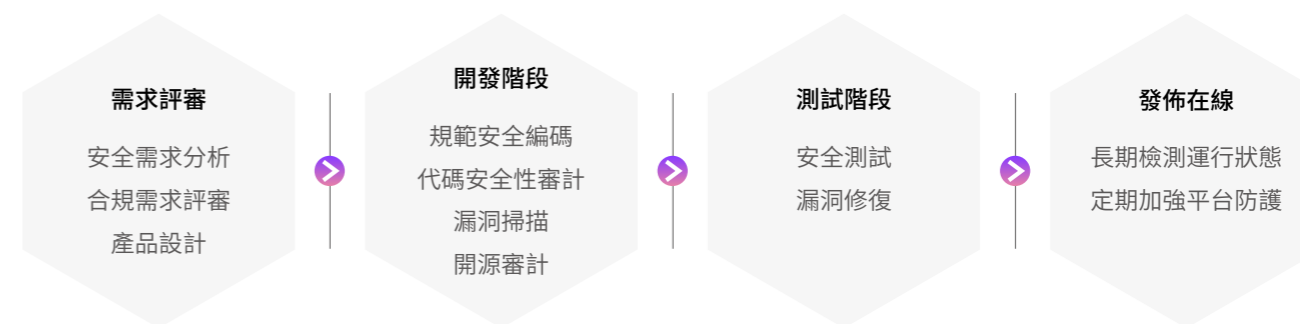 需求評審
安全需求分析
合規需求評審
產品設計
開發階段
規範安全編碼
代碼安全性審計
漏洞掃描
開源審計
測試階段
安全測試
漏洞修復
發佈在線
長期檢測運行狀態
定期加強平台防護